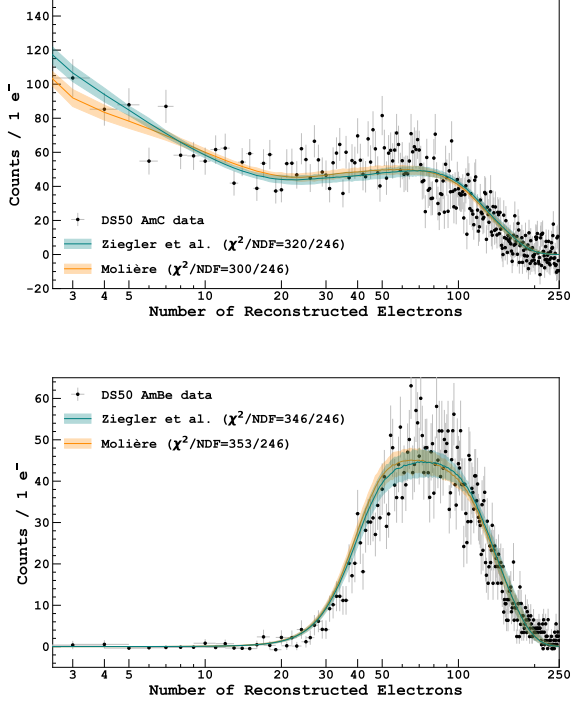 140
120
100
80
60
40
20
0
−20
Counts / 1 e⁻
DS50 AmC data
Ziegler et al. (χ²/NDF=320/246)
Molière (χ²/NDF=300/246)
3 4 5 10 20 30 40 50 100 250
Number of Reconstructed Electrons
60
50
40
30
20
10
0
Counts / 1 e⁻
DS50 AmBe data
Ziegler et al. (χ²/NDF=346/246)
Molière (χ²/NDF=353/246)
3 4 5 10 20 30 40 50 100 250
Number of Reconstructed Electrons